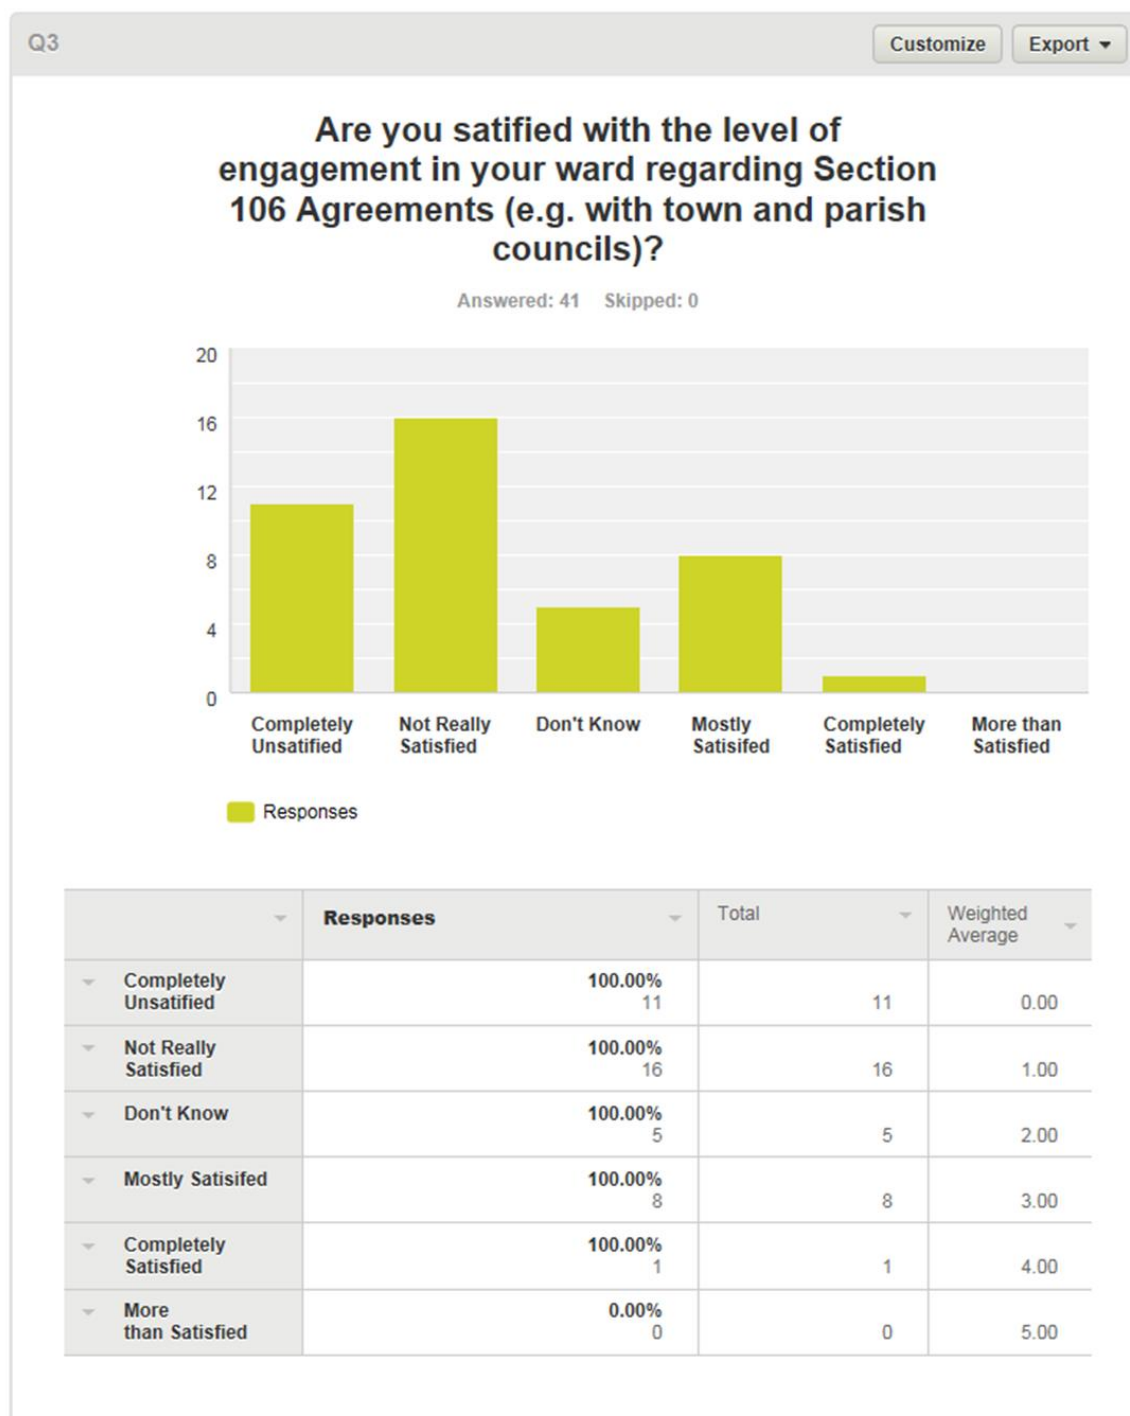 Q3
Customize
Export
Are you satified with the level of
engagement in your ward regarding Section
106 Agreements (e.g. with town and parish
councils)?
Answered: 41 Skipped: 0
20
16
12
8
4
0
Completely
Unsatified
Not Really
Satisfied
Don't Know
Mostly
Satisifed
Completely
Satisfied
More than
Satisfied
Responses
Responses
Total
Weighted
Average
Completely
Unsatified
100.00%
11
11
0.00
Not Really
Satisfied
100.00%
16
16
1.00
Don't Know
100.00%
5
5
2.00
Mostly Satisifed
100.00%
8
8
3.00
Completely
Satisfied
100.00%
1
1
4.00
More
than Satisfied
0.00%
0
0
5.00